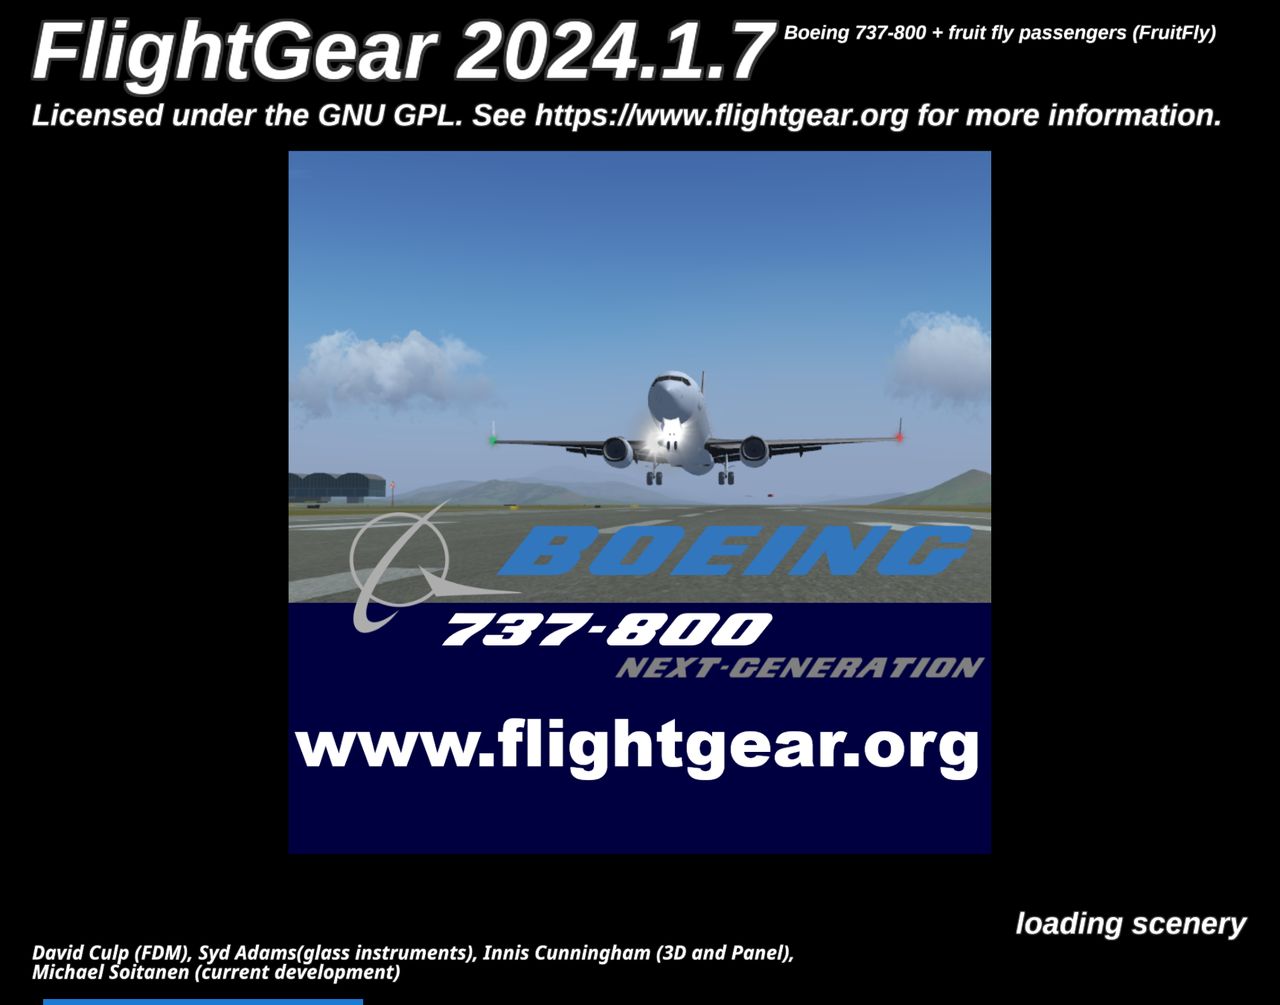 FlightGear 2024.1.7 Boeing 737-800 + fruit fly passengers (FruitFly)
Licensed under the GNU GPL. See https://www.flightgear.org for more information.
BOEING
737-800
NEXT-GENERATION
www.flightgear.org
loading scenery
David Culp (FDM), Syd Adams(glass instruments), Innis Cunningham (3D and Panel),
Michael Soitanen (current development)